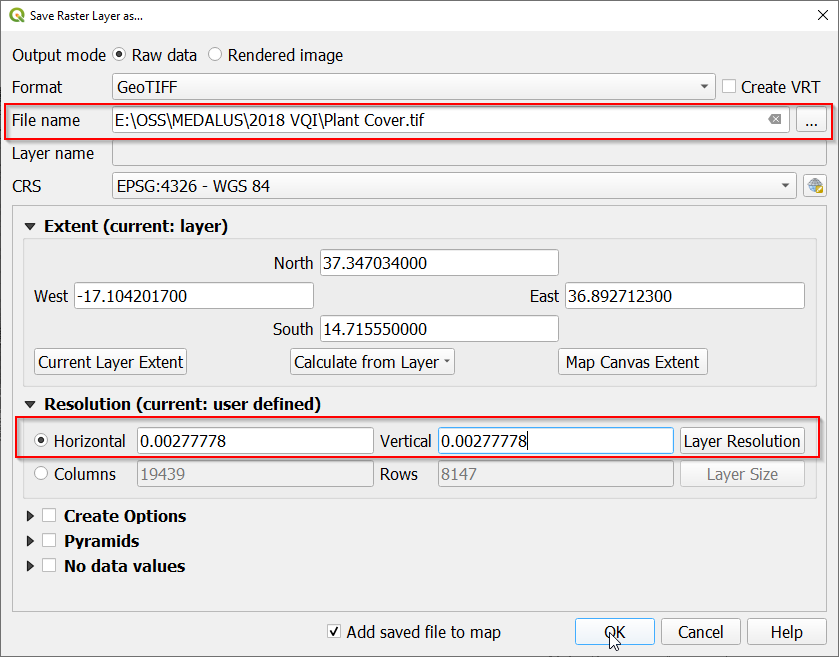 Save Raster Layer as...
Output mode Raw data Rendered image
Format GeoTIFF Create VRT
File name E:\OSS\MEDALUS\2018 VQI\Plant Cover.tif ...
Layer name
CRS EPSG:4326 - WGS 84
Extent (current: layer)
North 37.347034000
West -17.104201700 East 36.892712300
South 14.715550000
Current Layer Extent Calculate from Layer Map Canvas Extent
Resolution (current: user defined)
Horizontal 0.00277778 Vertical 0.00277778 Layer Resolution
Columns 19439 Rows 8147 Layer Size
Create Options
Pyramids
No data values
Add saved file to map OK Cancel Help